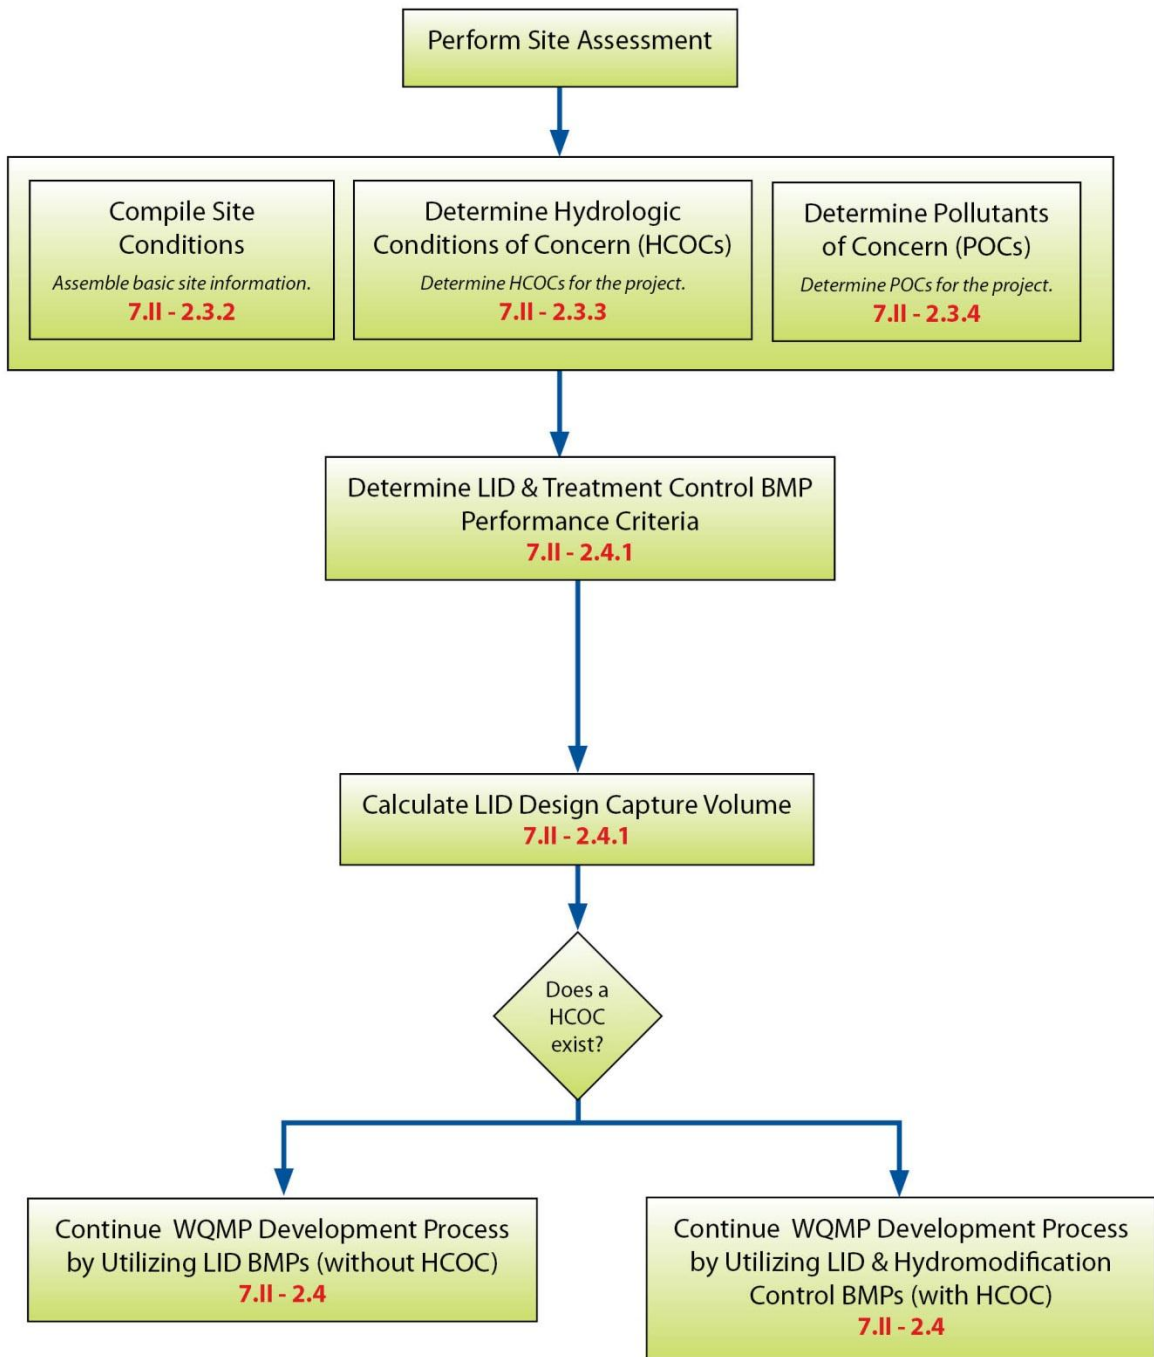 Perform Site Assessment
Compile Site
Conditions
Assemble basic site information.
7.II - 2.3.2
Determine Hydrologic
Conditions of Concern (HCOCs)
Determine HCOCs for the project.
7.II - 2.3.3
Determine Pollutants
of Concern (POCs)
Determine POCs for the project.
7.II - 2.3.4
Determine LID & Treatment Control BMP
Performance Criteria
7.II - 2.4.1
Calculate LID Design Capture Volume
7.II - 2.4.1
Does a
HCOC
exist?
Continue WQMP Development Process
by Utilizing LID BMPs (without HCOC)
7.II - 2.4
Continue WQMP Development Process
by Utilizing LID & Hydromodification
Control BMPs (with HCOC)
7.II - 2.4